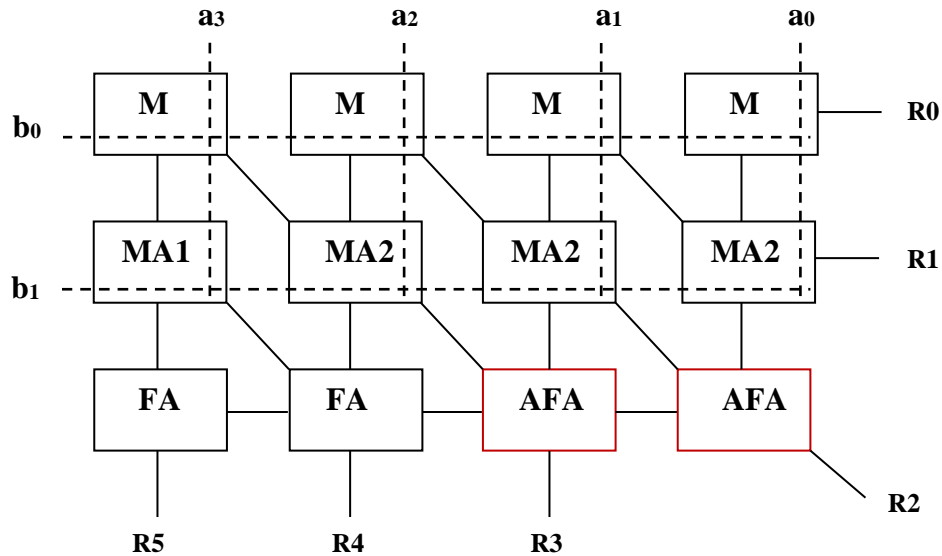 a3 a2 a1 a0
M M M M
R0
b0
MA1 MA2 MA2 MA2
R1
b1
FA FA AFA AFA
R2
R5 R4 R3